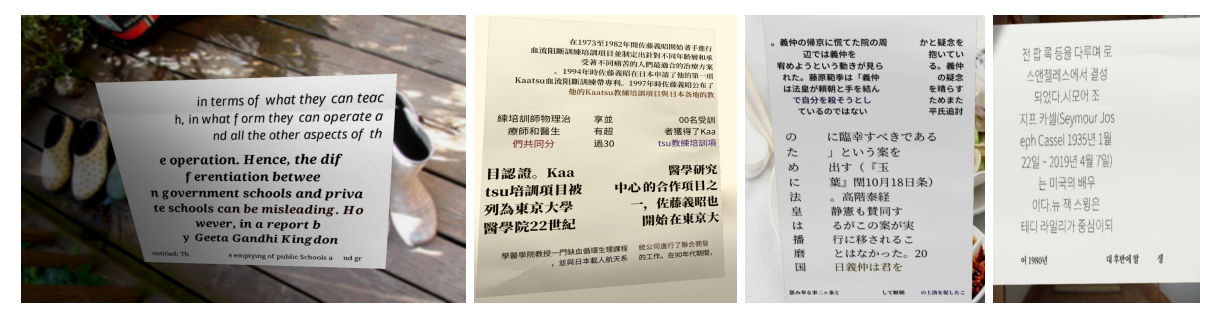 in terms of what they can teac
h, in what form they can operate a
nd all the other aspects of th
e operation. Hence, the dif
ferentiation betwee
n government schools and priva
te schools can be misleading. Ho
wever, in a report b
y Geeta Gandhi Kingdon
entitled: Th
e emptying of public Schools a
nd gr
在1973至1982年間佐藤義昭開始著手進行
血流阻斷訓練培訓項目並制定出針對不同年齡層和承
受著不同痛苦的人們最適合的治療方案
。1994年時佐藤義昭在日本申請了他的第一項
Kaatsu血流阻斷訓練帶專利。1997年時佐藤義昭公布了
他的Kaatsu教練培訓項目與日本各地的教
練培訓師物理治
療師和醫生
們共同分
享並
有超
過30
00名受訓
者獲得了Kaa
tsu教練培訓項
目認證。Kaa
tsu培訓項目被
列為東京大學
醫學院22世紀
醫學研究
中心的合作項目之
一，佐藤義昭也
開始在東京大
學醫學院教授一門缺血循環生理課程
，並與日本載人航天系
統公司進行了聯合開發
的工作。在90年代期間，
。義仲の帰京に慌てた院の周
辺では義仲を
宥めようという動きが見ら
れた。藤原範季は「義仲
は法皇が頼朝と手を結ん
で自分を殺そうとし
ているのではない
かと疑念を
抱いてい
る。義仲
の疑念
を晴らす
ためまた
平氏追討
の
た
め
に
法
皇
は
播
磨
国
に臨幸すべきである
」という案を
出す（『玉
葉』閏10月18日条）
。高階泰経
静憲も賛同す
るがこの案が実
行に移されるこ
とはなかった。20
日義仲は君を
して頼朝
の上洛を促したこ
전 팝 록 등을 다루며 로
스앤젤레스에서 결성
되었다.시모어 조
지프 카셀(Seymour Jos
eph Cassel 1935년 1월
22일 ~ 2019년 4월 7일)
는 미국의 배우
이다.뉴 잭 스윙은
테디 라일리가 중심이되
어 1980년
대 후반에 발
생